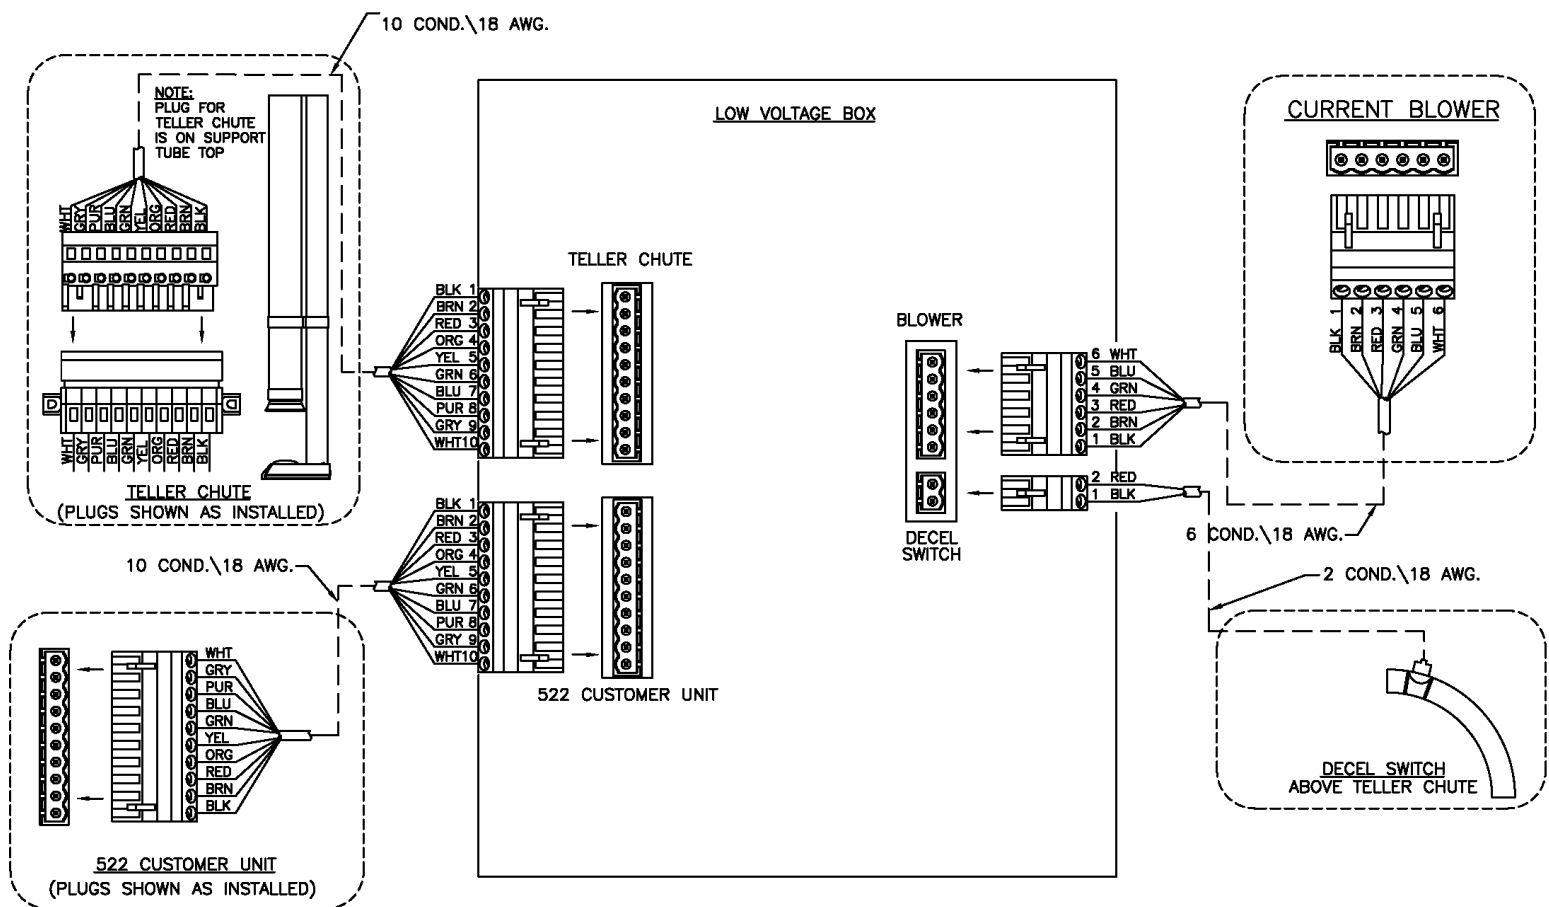 10 COND.\18 AWG.
NOTE:
PLUG FOR
TELLER CHUTE
IS ON SUPPORT
TUBE TOP
WHT
GRY
PUR
BLU
GRN
YEL
ORG
RED
BRN
BLK
WHT
GRY
PUR
BLU
GRN
YEL
ORG
RED
BRN
BLK
TELLER CHUTE
(PLUGS SHOWN AS INSTALLED)
10 COND.\18 AWG.
WHT
GRY
PUR
BLU
GRN
YEL
ORG
RED
BRN
BLK
522 CUSTOMER UNIT
(PLUGS SHOWN AS INSTALLED)
LOW VOLTAGE BOX
TELLER CHUTE
BLK 1
BRN 2
RED 3
ORG 4
YEL 5
GRN 6
BLU 7
PUR 8
GRY 9
WHT10
BLK 1
BRN 2
RED 3
ORG 4
YEL 5
GRN 6
BLU 7
PUR 8
GRY 9
WHT10
522 CUSTOMER UNIT
BLOWER
6 WHT
5 BLU
4 GRN
3 RED
2 BRN
1 BLK
2 RED
1 BLK
DECEL
SWITCH
CURRENT BLOWER
BLK 1
BRN 2
RED 3
GRN 4
BLU 5
WHT 6
6 COND.\18 AWG.
2 COND.\18 AWG.
DECEL SWITCH
ABOVE TELLER CHUTE